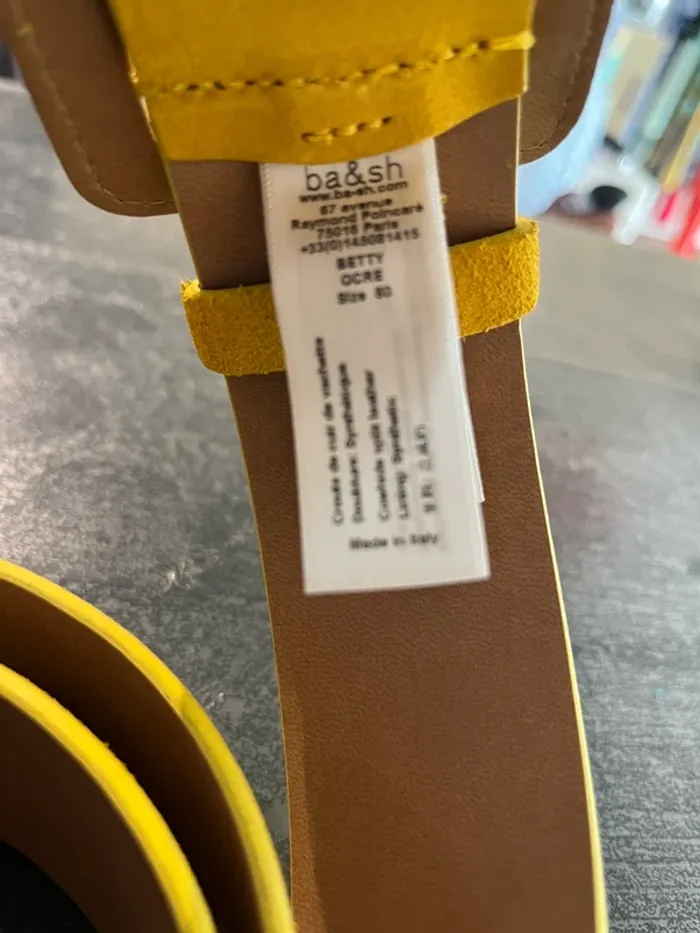 ba&sh
www.ba-sh.com
67 avenue
Raymond Poincaré
75016 Paris
+33(0)145081415
BETTY
OCRE
Size 80
Croute de cuir de vachette
Doublure: Synthétique
Cowhide split leather
Lining: Synthetic
Made in Italy